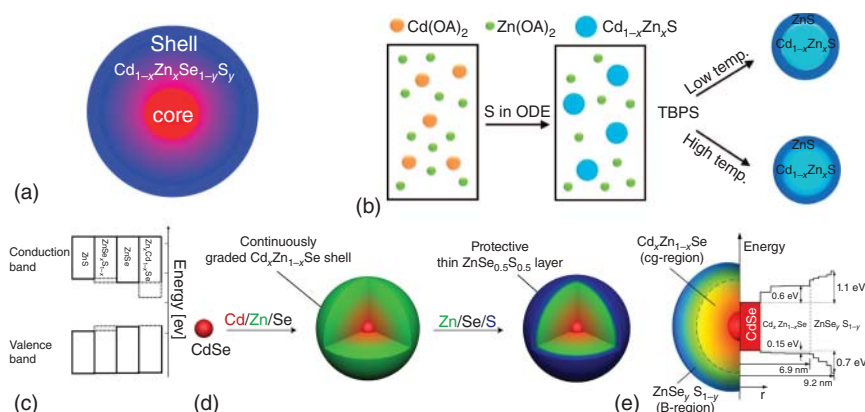 Shell
Cd1−xZnxSe1−ySy
core
(a)
Cd(OA)2
Zn(OA)2
Cd1−xZnxS
S in ODE
TBPS
Low temp.
High temp.
ZnS
Cd1−xZnxS
ZnS
Cd1−xZnxS
(b)
Conduction
band
Valence
band
ZnS
ZnSexS1−x
ZnSe
ZnyCd1−xSe
Energy [ev]
(c)
CdSe
Cd/Zn/Se
Continuously
graded CdxZn1−xSe shell
Zn/Se/S
Protective
thin ZnSe0.5S0.5 layer
(d)
CdxZn1−xSe
(cg-region)
ZnSey S1−y
(B-region)
Energy
CdSe
0.6 eV
1.1 eV
Cdx Zn1−xSe
ZnSey S1−y
0.15 eV
0.7 eV
6.9 nm
9.2 nm
r
(e)